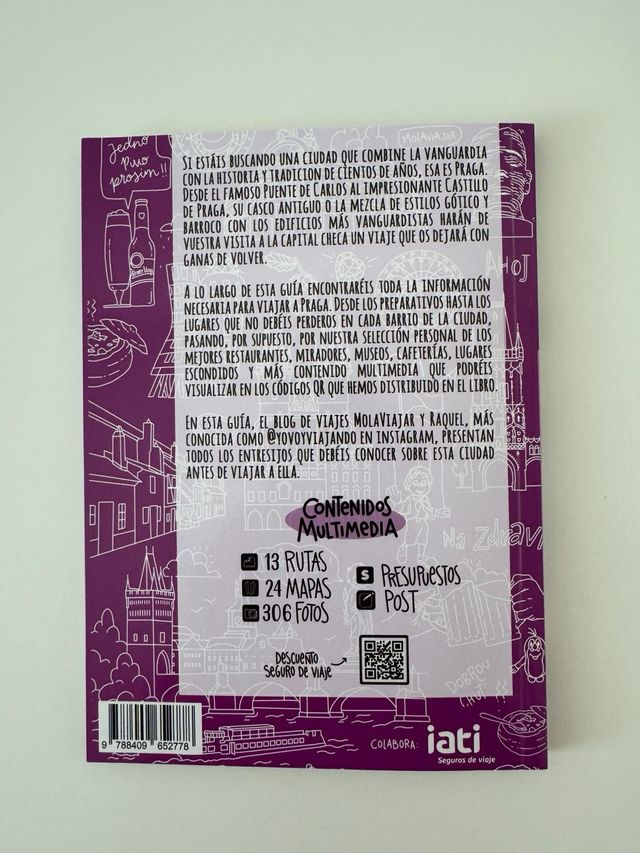 Jedno
Pivo
prosím!!
MOLAVIAJAR
SI ESTÁIS BUSCANDO UNA CIUDAD QUE COMBINE LA VANGUARDIA
CON LA HISTORIA Y TRADICION DE CIENTOS DE AÑOS, ESA ES PRAGA.
DESDE EL FAMOSO PUENTE DE CARLOS AL IMPRESIONANTE CASTILLO
DE PRAGA, SU CASCO ANTIGUO O LA MEZCLA DE ESTILOS GÓTICO Y
BARROCO CON LOS EDIFICIOS MÁS VANGUARDISTAS HARÁN DE
VUESTRA VISITA A LA CAPITAL CHECA UN VIAJE QUE OS DEJARÁ CON
GANAS DE VOLVER.
AHOJ
A LO LARGO DE ESTA GUÍA ENCONTRARÉIS TODA LA INFORMACIÓN
NECESARIA PARA VIAJAR A PRAGA. DESDE LOS PREPARATIVOS HASTA LOS
LUGARES QUE NO DEBÉIS PERDEROS EN CADA BARRIO DE LA CIUDAD,
PASANDO, POR SUPUESTO, POR NUESTRA SELECCIÓN PERSONAL DE LOS
MEJORES RESTAURANTES, MIRADORES, MUSEOS, CAFETERÍAS, LUGARES
ESCONDIDOS Y MÁS CONTENIDO MULTIMEDIA QUE PODRÉIS
VISUALIZAR EN LOS CÓDIGOS QR QUE HEMOS DISTRIBUIDO EN EL LIBRO.
EN ESTA GUÍA, EL BLOG DE VIAJES MOLAVIAJAR Y RAQUEL, MÁS
CONOCIDA COMO @YOVOYVIAJANDO EN INSTAGRAM, PRESENTAN
TODOS LOS ENTRESIJOS QUE DEBÉIS CONOCER SOBRE ESTA CIUDAD
ANTES DE VIAJAR A ELLA.
CONTENIDOS
MULTIMEDIA
Na Zdraví
13 RUTAS
24 MAPAS
306 FOTOS
$ PRESUPUESTOS
POST
DESCUENTO
SEGURO DE VIAJE
DOBROU
CHUŤ
9 788409 652778
COLABORA: iati
Seguros de viaje